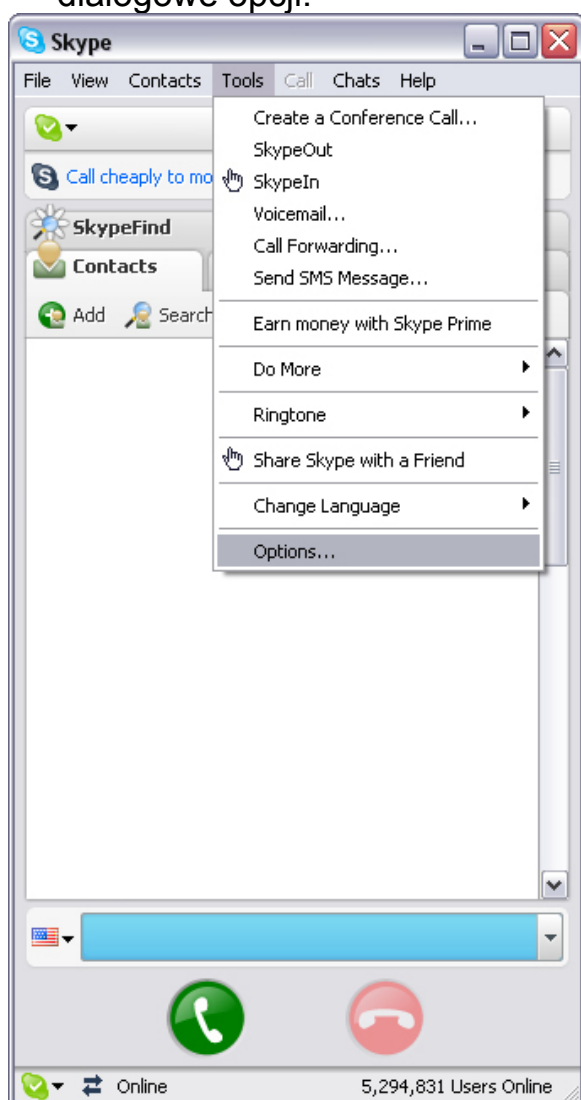 dialogowe opcji.
Skype
File View Contacts Tools Call Chats Help
Create a Conference Call...
SkypeOut
Call cheaply to mo
SkypeIn
Voicemail...
SkypeFind
Call Forwarding...
Contacts
Send SMS Message...
Add Search
Earn money with Skype Prime
Do More
Ringtone
Share Skype with a Friend
Change Language
Options...
Online 5,294,831 Users Online